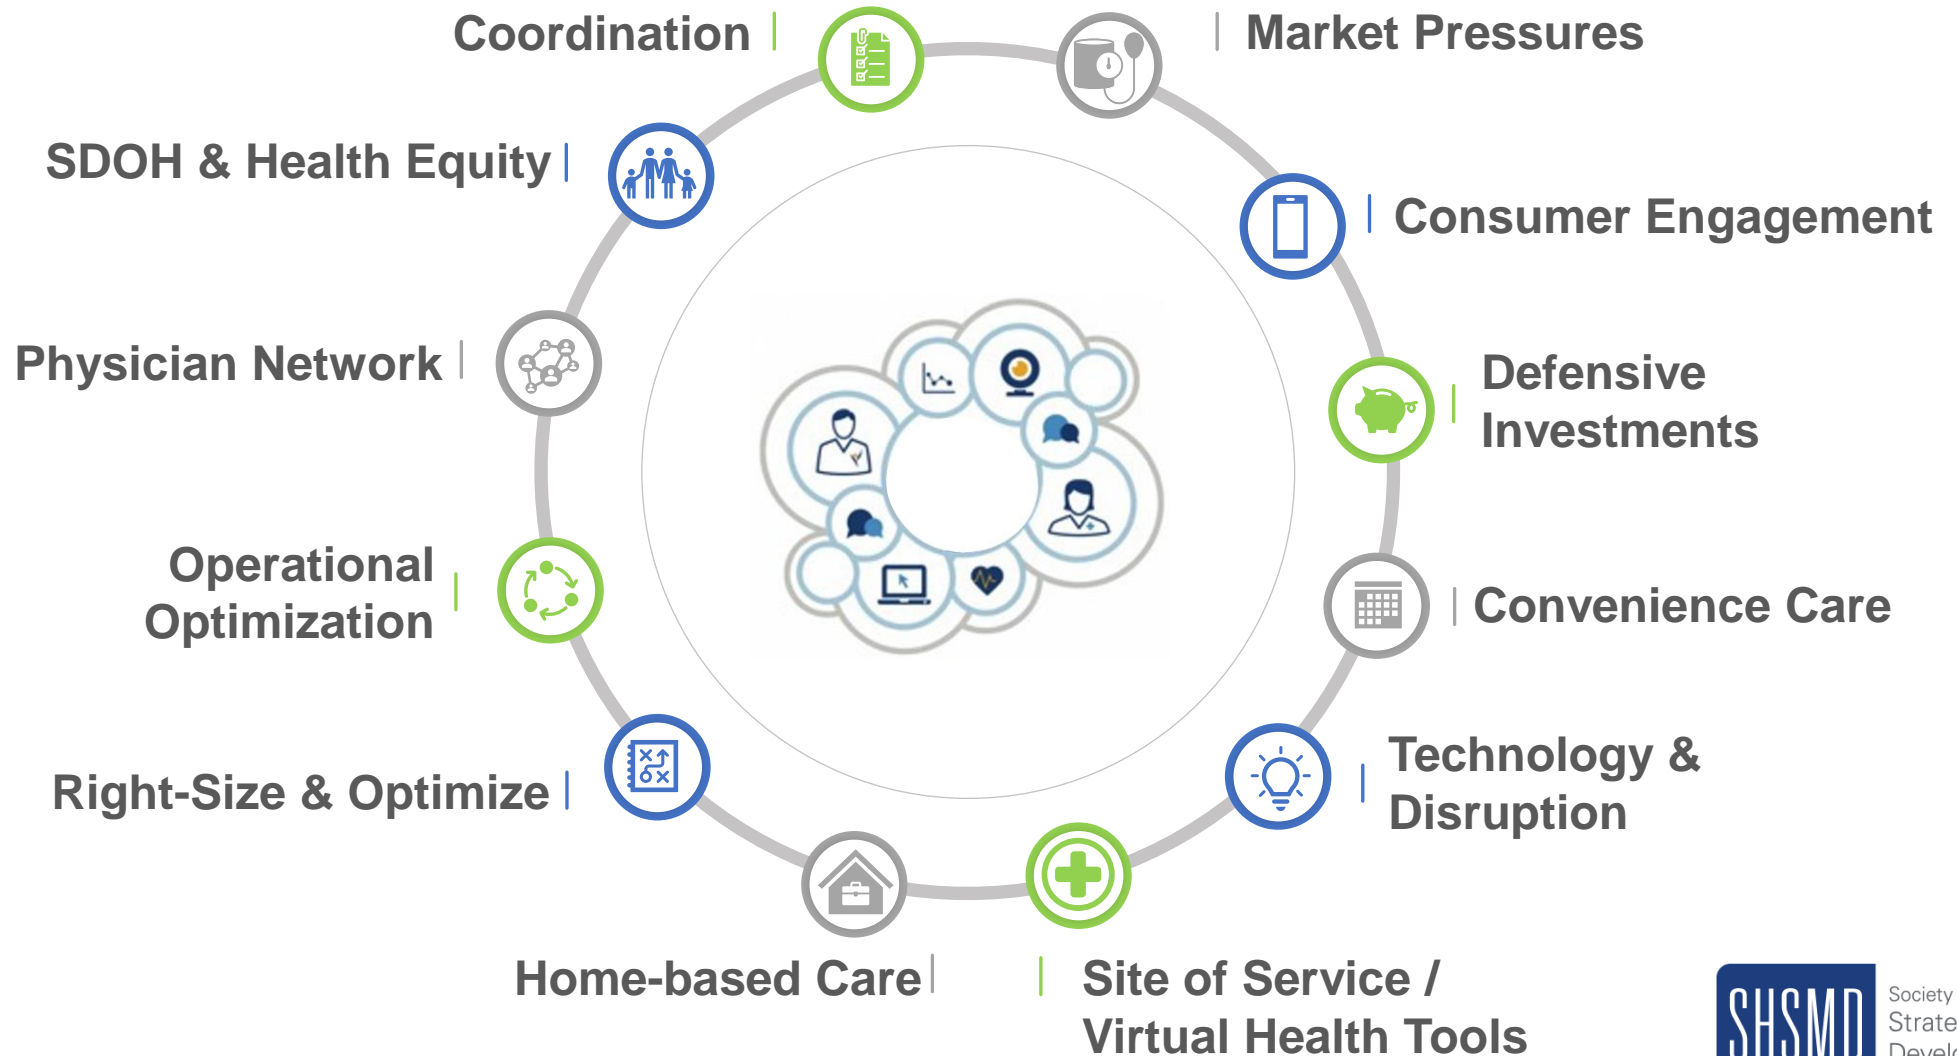 Coordination
Market Pressures
SDOH & Health Equity
Consumer Engagement
Physician Network
Defensive
Investments
Operational
Optimization
Convenience Care
Right-Size & Optimize
Technology &
Disruption
Home-based Care
Site of Service /
Virtual Health Tools
SHSMD
Society
Strate
Develo